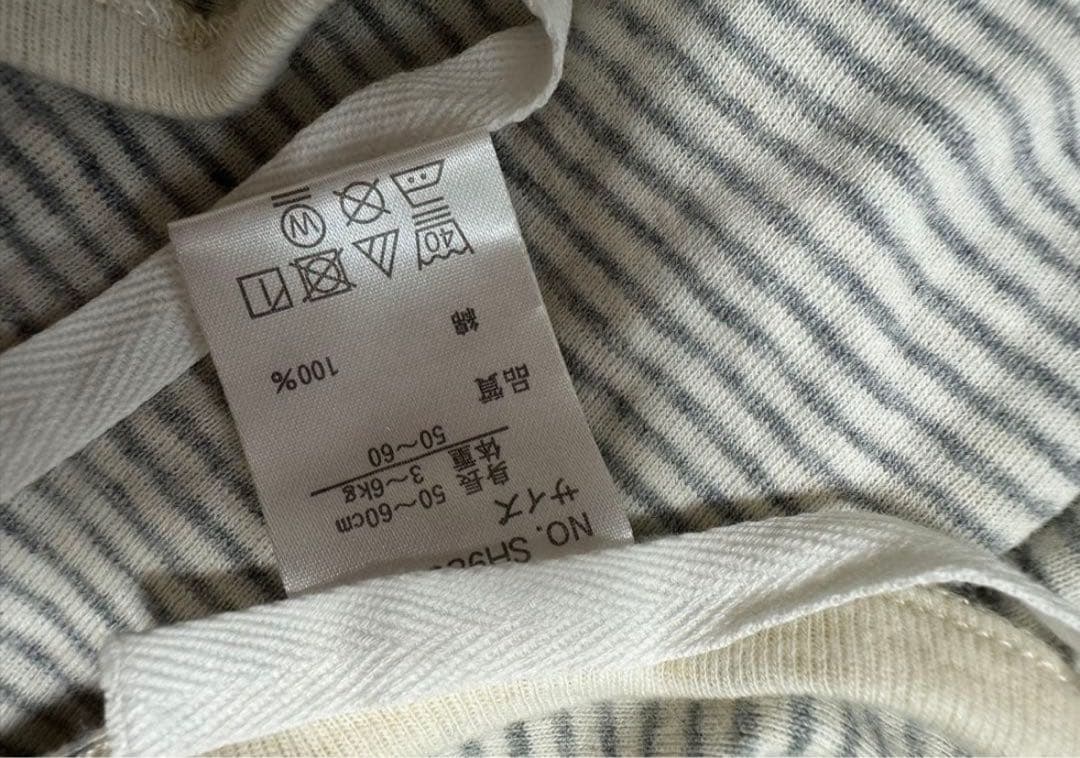 NO. SH98
サイズ
身長 50～60cm
体重 3～6kg
50～60
品質
綿 100%
40
W